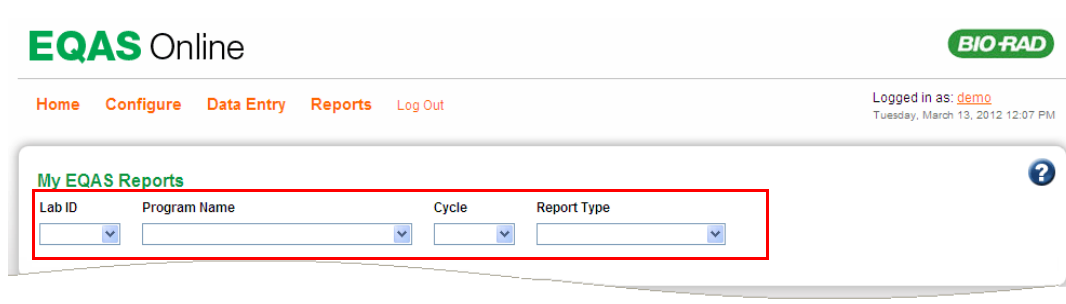 EQAS Online
BIO-RAD
Home Configure Data Entry Reports Log Out
Logged in as: demo
Tuesday, March 13, 2012 12:07 PM
?
My EQAS Reports
Lab ID Program Name Cycle Report Type